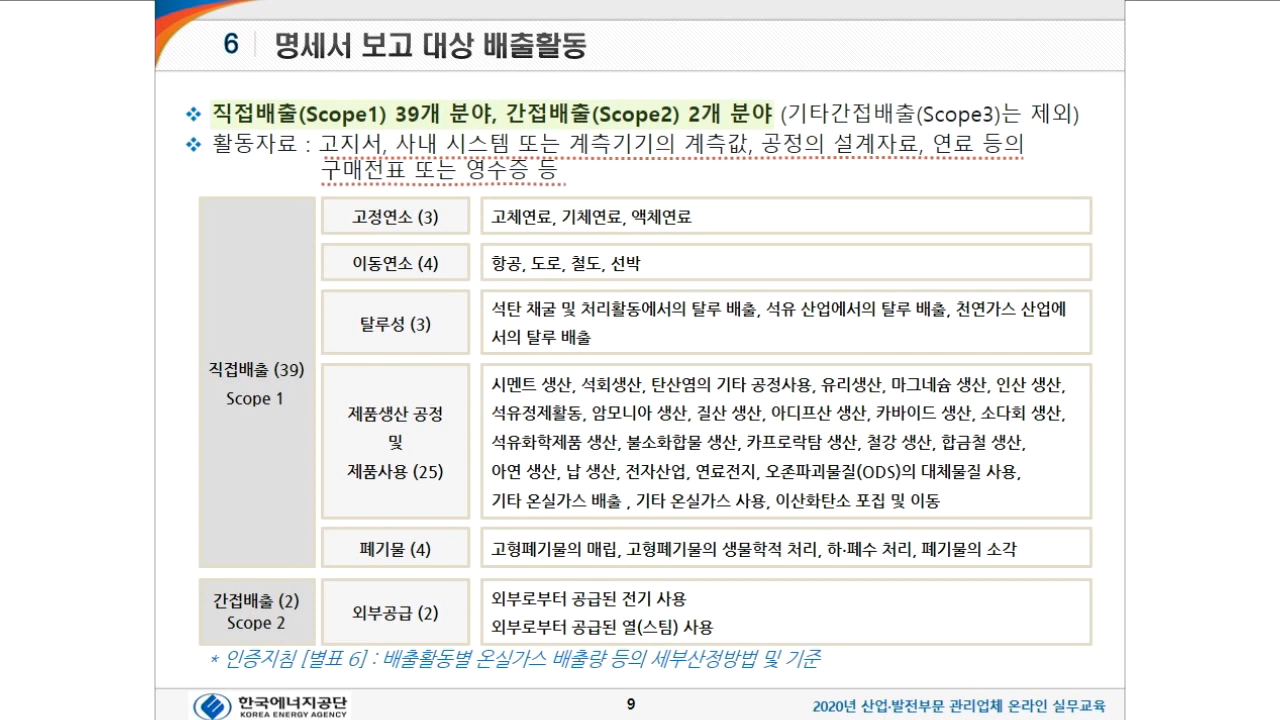 6 명세서 보고 대상 배출활동
❖ 직접배출(Scope1) 39개 분야, 간접배출(Scope2) 2개 분야 (기타간접배출(Scope3)는 제외)
❖ 활동자료 : 고지서, 사내 시스템 또는 계측기기의 계측값, 공정의 설계자료, 연료 등의
구매전표 또는 영수증 등
직접배출 (39)
Scope 1
고정연소 (3)
고체연료, 기체연료, 액체연료
이동연소 (4)
항공, 도로, 철도, 선박
탈루성 (3)
석탄 채굴 및 처리활동에서의 탈루 배출, 석유 산업에서의 탈루 배출, 천연가스 산업에
서의 탈루 배출
제품생산 공정
및
제품사용 (25)
시멘트 생산, 석회생산, 탄산염의 기타 공정사용, 유리생산, 마그네슘 생산, 인산 생산,
석유정제활동, 암모니아 생산, 질산 생산, 아디프산 생산, 카바이드 생산, 소다회 생산,
석유화학제품 생산, 불소화합물 생산, 카프로락탐 생산, 철강 생산, 합금철 생산,
아연 생산, 납 생산, 전자산업, 연료전지, 오존파괴물질(ODS)의 대체물질 사용,
기타 온실가스 배출 , 기타 온실가스 사용, 이산화탄소 포집 및 이동
폐기물 (4)
고형폐기물의 매립, 고형폐기물의 생물학적 처리, 하·폐수 처리, 폐기물의 소각
간접배출 (2)
Scope 2
외부공급 (2)
외부로부터 공급된 전기 사용
외부로부터 공급된 열(스팀) 사용
* 인증지침 [별표 6] : 배출활동별 온실가스 배출량 등의 세부산정방법 및 기준
한국에너지공단
KOREA ENERGY AGENCY
9
2020년 산업·발전부문 관리업체 온라인 실무교육